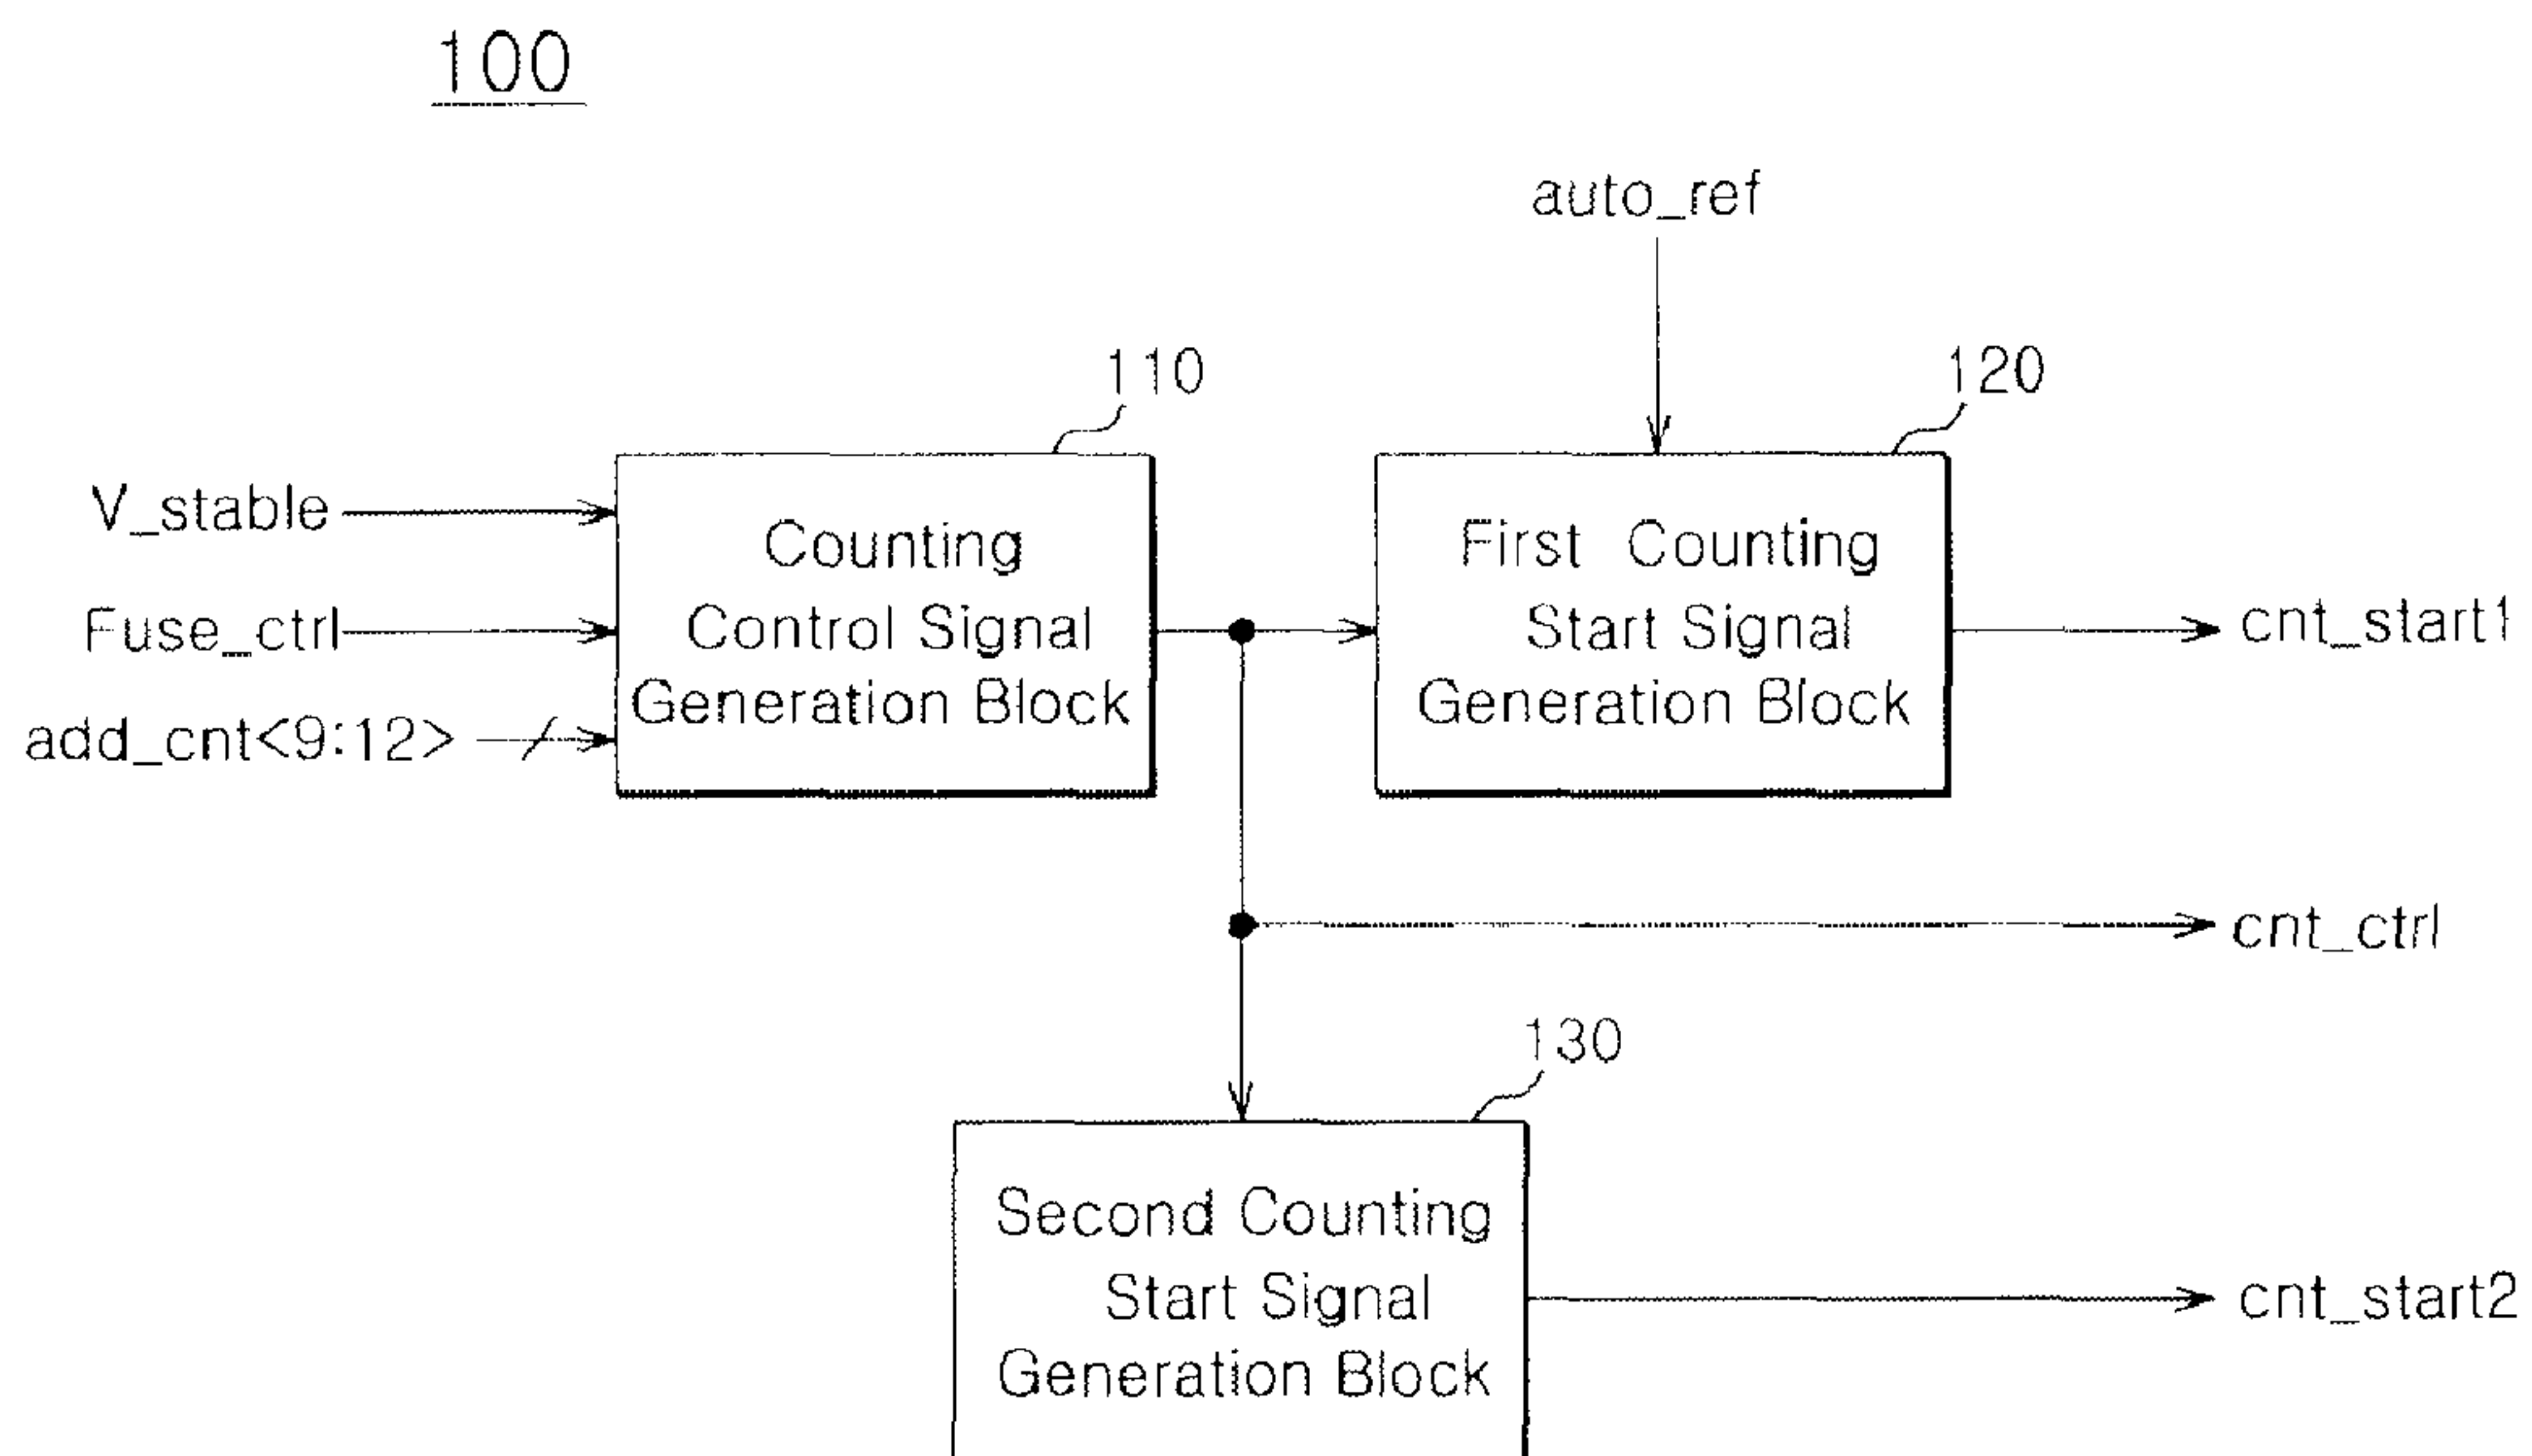 100
auto_ref
110
120
V_stable
Fuse_ctrl
add_cnt<9:12>
Counting
Control Signal
Generation Block
First Counting
Start Signal
Generation Block
cnt_start1
cnt_ctrl
130
Second Counting
Start Signal
Generation Block
cnt_start2